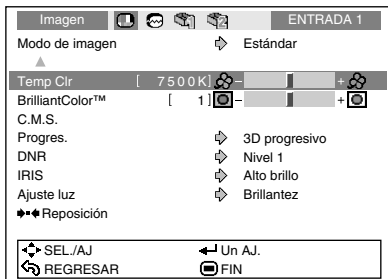 Imagen ENTRADA 1
Modo de imagen Estándar
Temp Clr [ 7500K] – +
BrilliantColor™ [ 1] – +
C.M.S.
Progres. 3D progresivo
DNR Nivel 1
IRIS Alto brillo
Ajuste luz Brillantez
Reposición
SEL./AJ Un AJ.
REGRESAR FIN